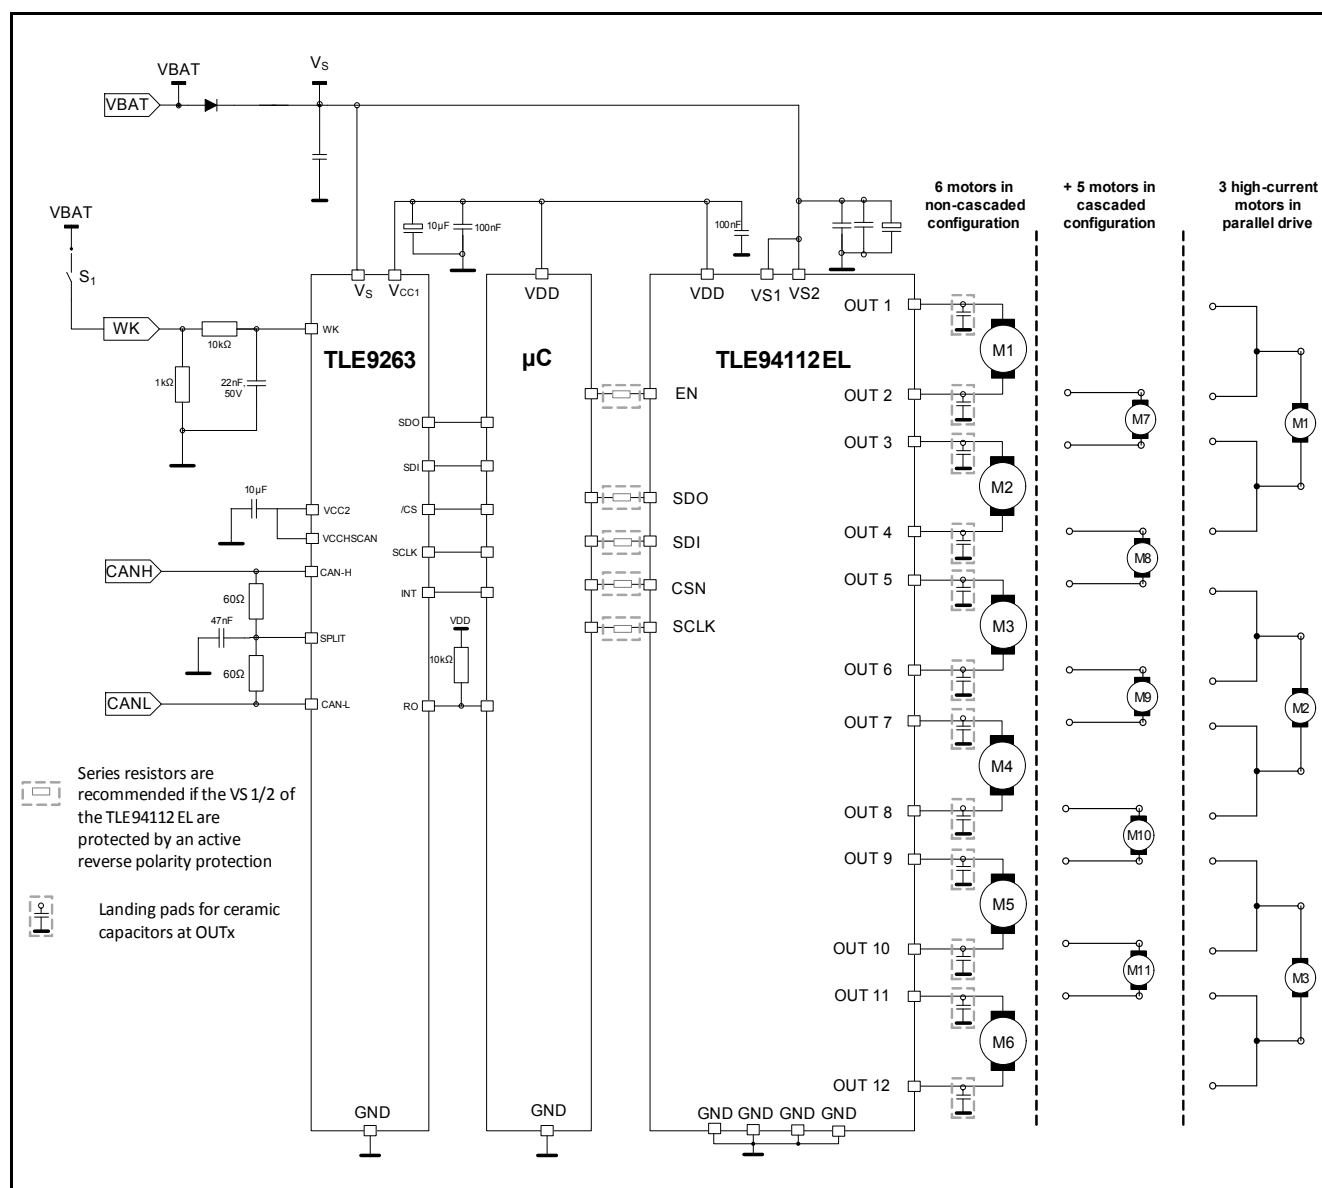 VBAT
VS
VBAT
6 motors in
non-cascaded
configuration
+ 5 motors in
cascaded
configuration
3 high-current
motors in
parallel drive
VBAT
S1
10µF
100nF
100nF
VS
VCC1
VDD
VDD
VS1
VS2
WK
10kΩ
1kΩ
22nF,
50V
WK
TLE9263
µC
TLE94112 EL
OUT 1
OUT 2
OUT 3
OUT 4
OUT 5
OUT 6
OUT 7
OUT 8
OUT 9
OUT 10
OUT 11
OUT 12
M1
M2
M3
M4
M5
M6
M7
M8
M9
M10
M11
M1
M2
M3
EN
SDO
SDI
CSN
SCLK
SDO
SDI
/CS
SCLK
INT
RO
VDD
10kΩ
10µF
VCC2
VCCHSCAN
CANH
CAN-H
60Ω
47nF
SPLIT
60Ω
CANL
CAN-L
Series resistors are
recommended if the VS 1/2 of
the TLE94112 EL are
protected by an active
reverse polarity protection
Landing pads for ceramic
capacitors at OUTx
GND
GND
GND GND GND GND